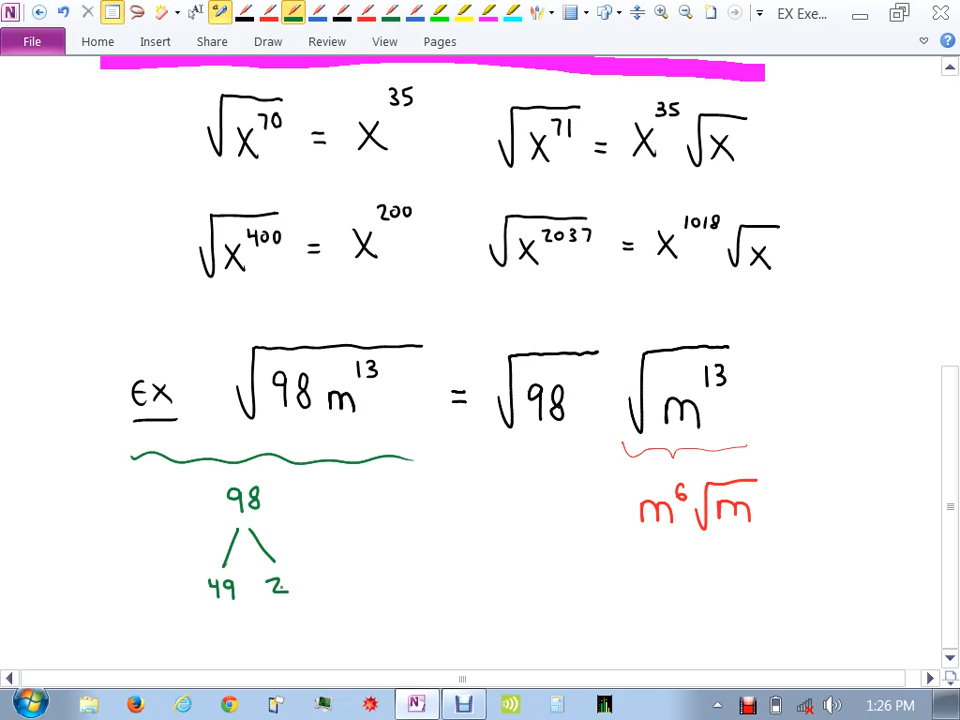 EX Exe...
File Home Insert Share Draw Review View Pages
√x^70 = x^35 √x^71 = x^35 √x
√x^400 = x^200 √x^2037 = x^1018 √x
Ex √98 m^13 = √98 √m^13
98 m^6 √m
49 2
1:26 PM